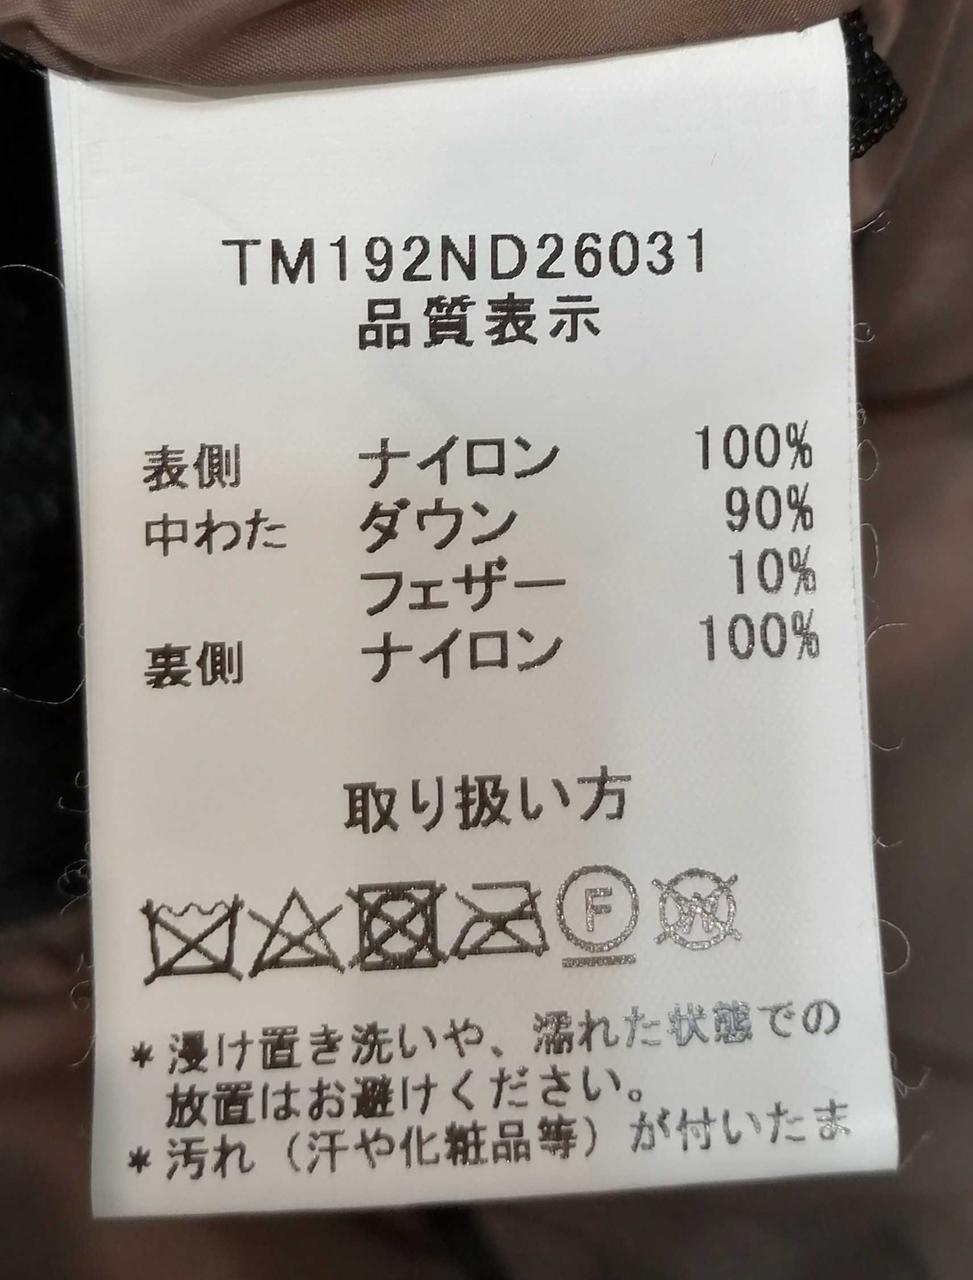 TM192ND26031
品質表示
表側 ナイロン 100%
中わた ダウン 90%
フェザー 10%
裏側 ナイロン 100%
取り扱い方
F W
*浸け置き洗いや、濡れた状態での
放置はお避けください。
*汚れ（汗や化粧品等）が付いたま